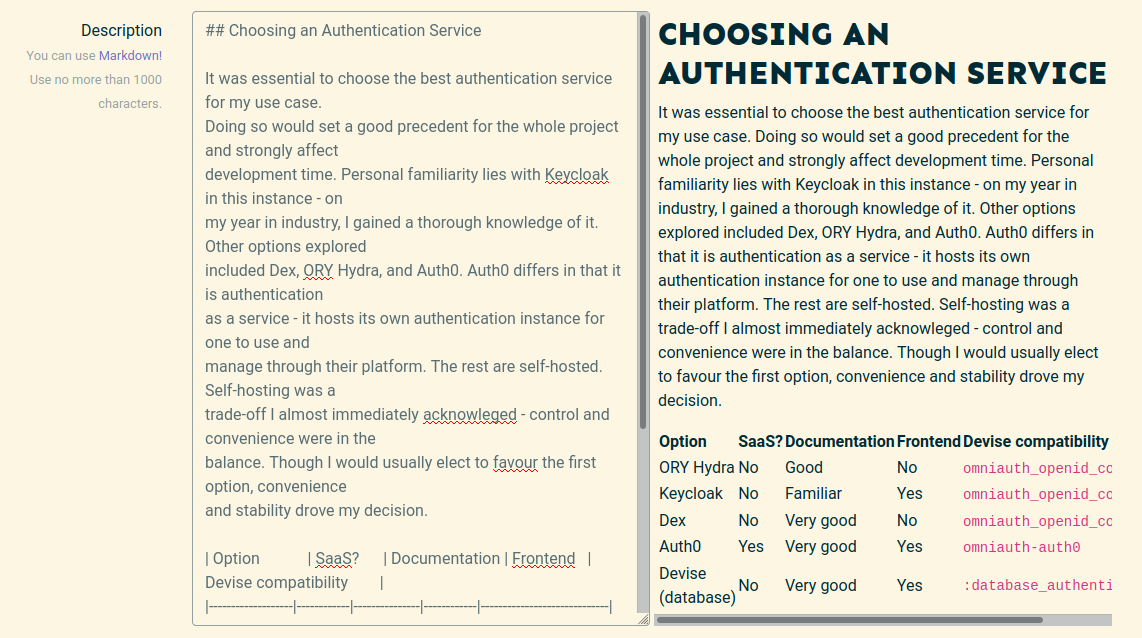 Description
You can use Markdown!
Use no more than 1000
characters.
## Choosing an Authentication Service
It was essential to choose the best authentication service
for my use case.
Doing so would set a good precedent for the whole project
and strongly affect
development time. Personal familiarity lies with Keycloak
in this instance - on
my year in industry, I gained a thorough knowledge of it.
Other options explored
included Dex, ORY Hydra, and Auth0. Auth0 differs in that it
is authentication
as a service - it hosts its own authentication instance for
one to use and
manage through their platform. The rest are self-hosted.
Self-hosting was a
trade-off I almost immediately acknowleged - control and
convenience were in the
balance. Though I would usually elect to favour the first
option, convenience
and stability drove my decision.
| Option | SaaS? | Documentation | Frontend |
Devise compatibility |
|-------------------|------------|---------------|------------|-----------------------------|
CHOOSING AN
AUTHENTICATION SERVICE
It was essential to choose the best authentication service for
my use case. Doing so would set a good precedent for the
whole project and strongly affect development time. Personal
familiarity lies with Keycloak in this instance - on my year in
industry, I gained a thorough knowledge of it. Other options
explored included Dex, ORY Hydra, and Auth0. Auth0 differs in
that it is authentication as a service - it hosts its own
authentication instance for one to use and manage through
their platform. The rest are self-hosted. Self-hosting was a
trade-off I almost immediately acknowleged - control and
convenience were in the balance. Though I would usually elect
to favour the first option, convenience and stability drove my
decision.
Option SaaS? Documentation Frontend Devise compatibility
ORY Hydra No Good No omniauth_openid_co
Keycloak No Familiar Yes omniauth_openid_co
Dex No Very good No omniauth_openid_co
Auth0 Yes Very good Yes omniauth-auth0
Devise
(database) No Very good Yes :database_authenti